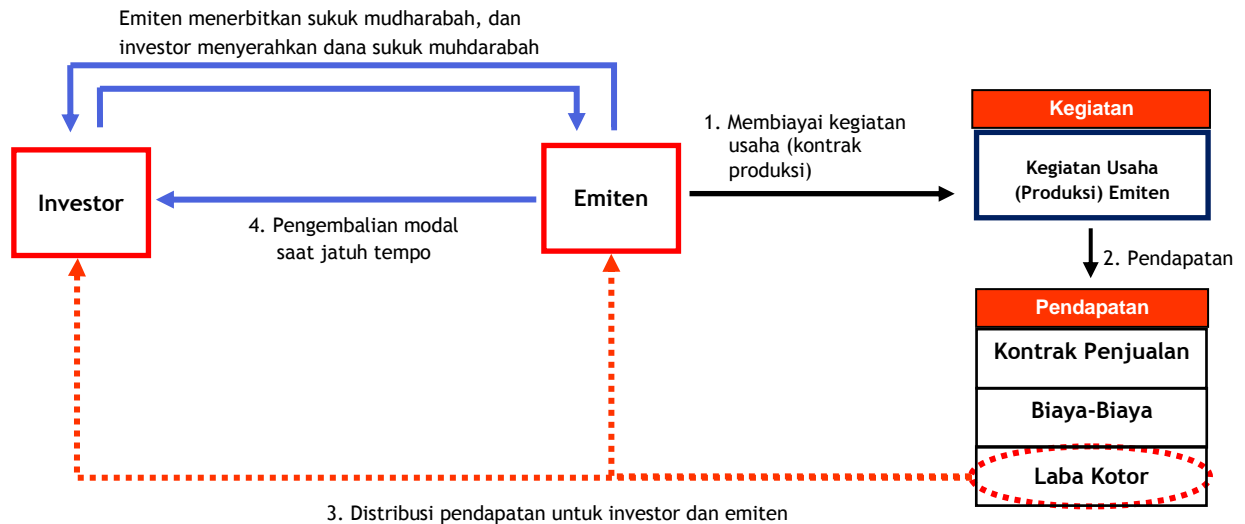 Emiten menerbitkan sukuk mudharabah, dan
investor menyerahkan dana sukuk muhdarabah
Investor
Emiten
1. Membiayai kegiatan
usaha (kontrak
produksi)
Kegiatan
Kegiatan Usaha
(Produksi) Emiten
4. Pengembalian modal
saat jatuh tempo
2. Pendapatan
Pendapatan
Kontrak Penjualan
Biaya-Biaya
Laba Kotor
3. Distribusi pendapatan untuk investor dan emiten